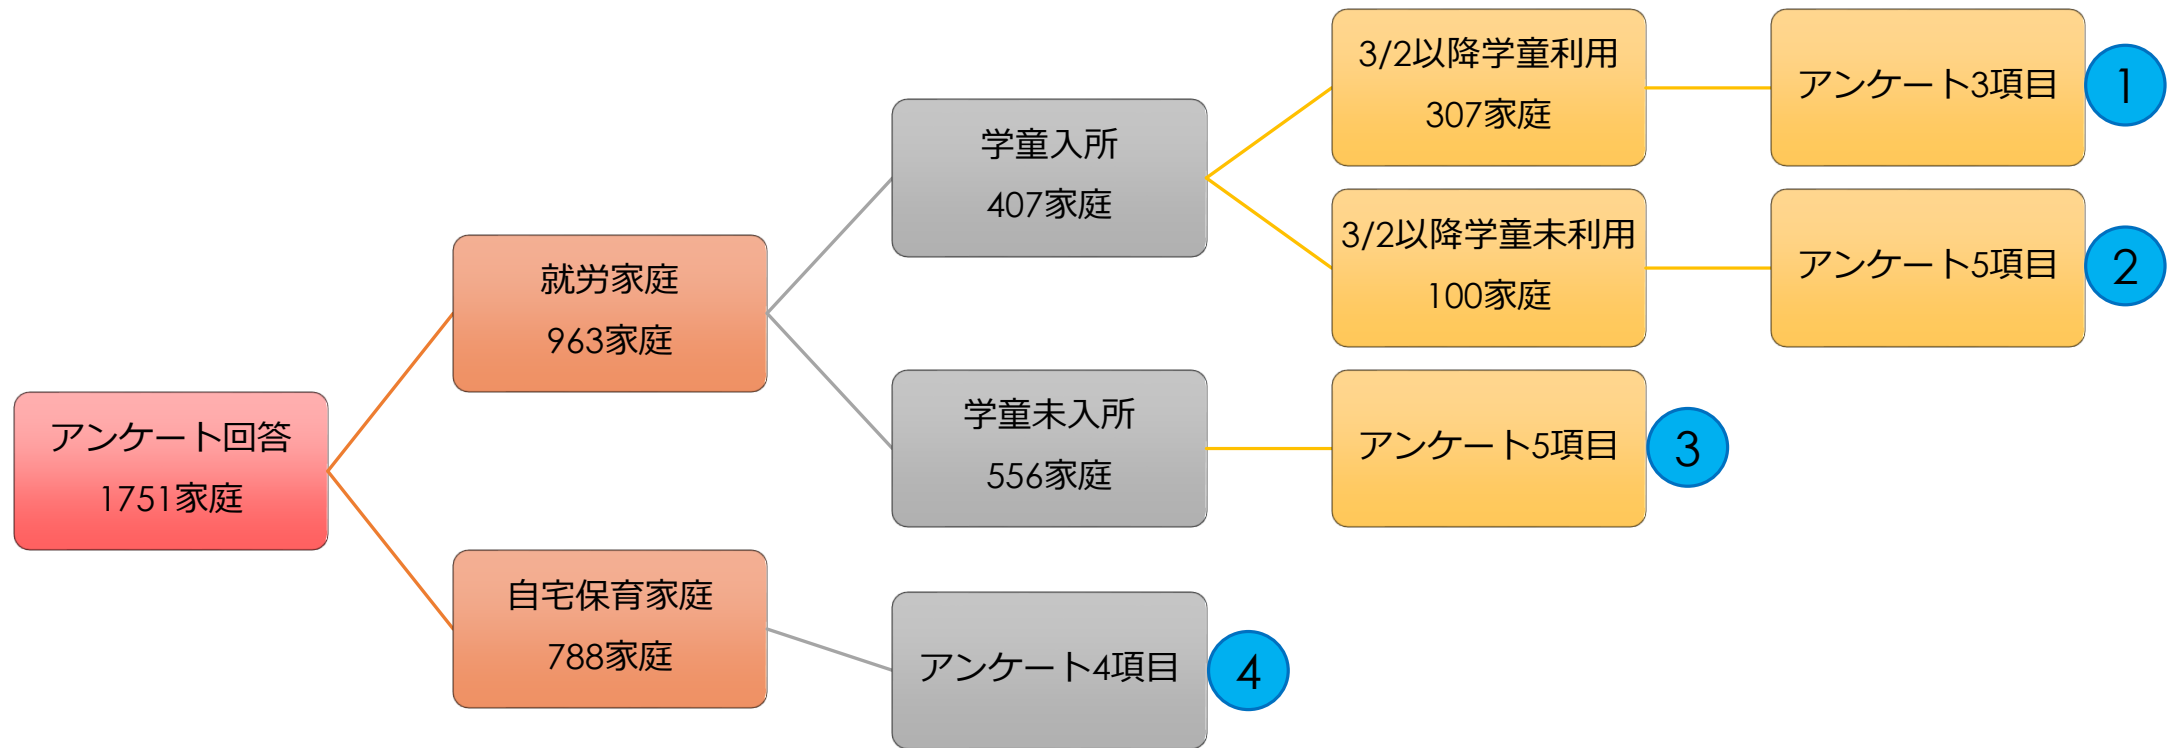 アンケート回答
1751家庭
就労家庭
963家庭
自宅保育家庭
788家庭
学童入所
407家庭
学童未入所
556家庭
アンケート4項目
4
3/2以降学童利用
307家庭
3/2以降学童未利用
100家庭
アンケート5項目
3
アンケート3項目
1
アンケート5項目
2